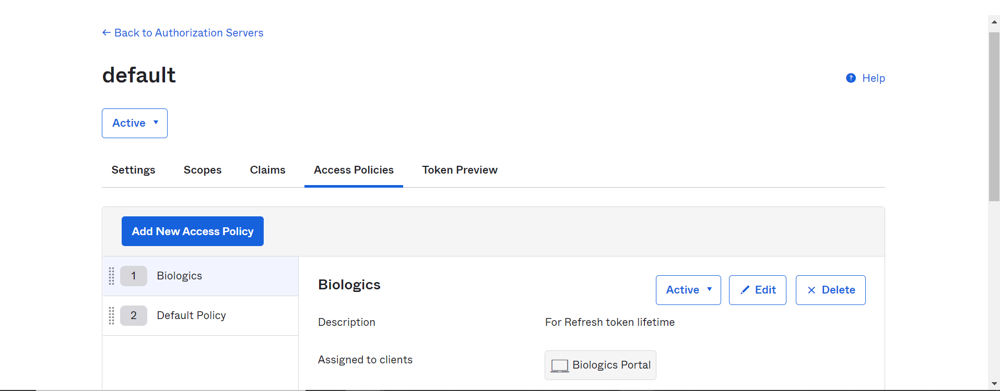 ← Back to Authorization Servers
default
? Help
Active
Settings Scopes Claims Access Policies Token Preview
Add New Access Policy
1 Biologics
2 Default Policy
Biologics
Active Edit × Delete
Description For Refresh token lifetime
Assigned to clients Biologics Portal